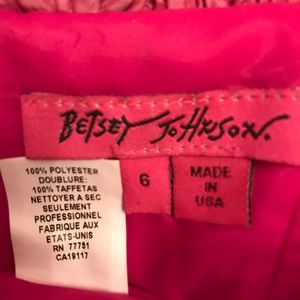 BETSEY JOHNSON.
6
MADE
IN
USA
100% POLYESTER
DOUBLURE:
100% TAFFETAS
NETTOYER A SEC
SEULEMENT
PROFESSIONNEL
FABRIQUE AUX
ETATS-UNIS
RN 77751
CA19117